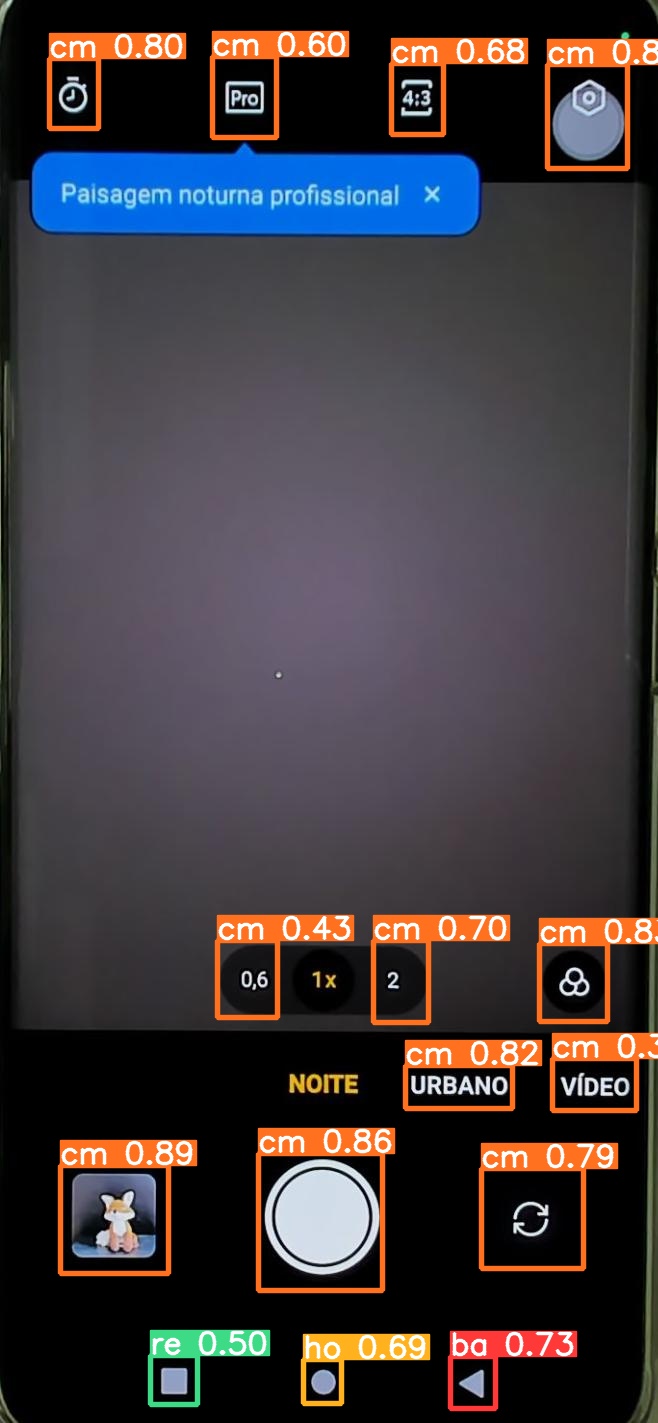 cm 0.80
cm 0.60
cm 0.68
cm 0.8
Pro
4:3
Paisagem noturna profissional ×
cm 0.43
cm 0.70
cm 0.83
0,6
1x
2
cm 0.82
cm 0.3
NOITE
URBANO
VÍDEO
cm 0.89
cm 0.86
cm 0.79
re 0.50
ho 0.69
ba 0.73